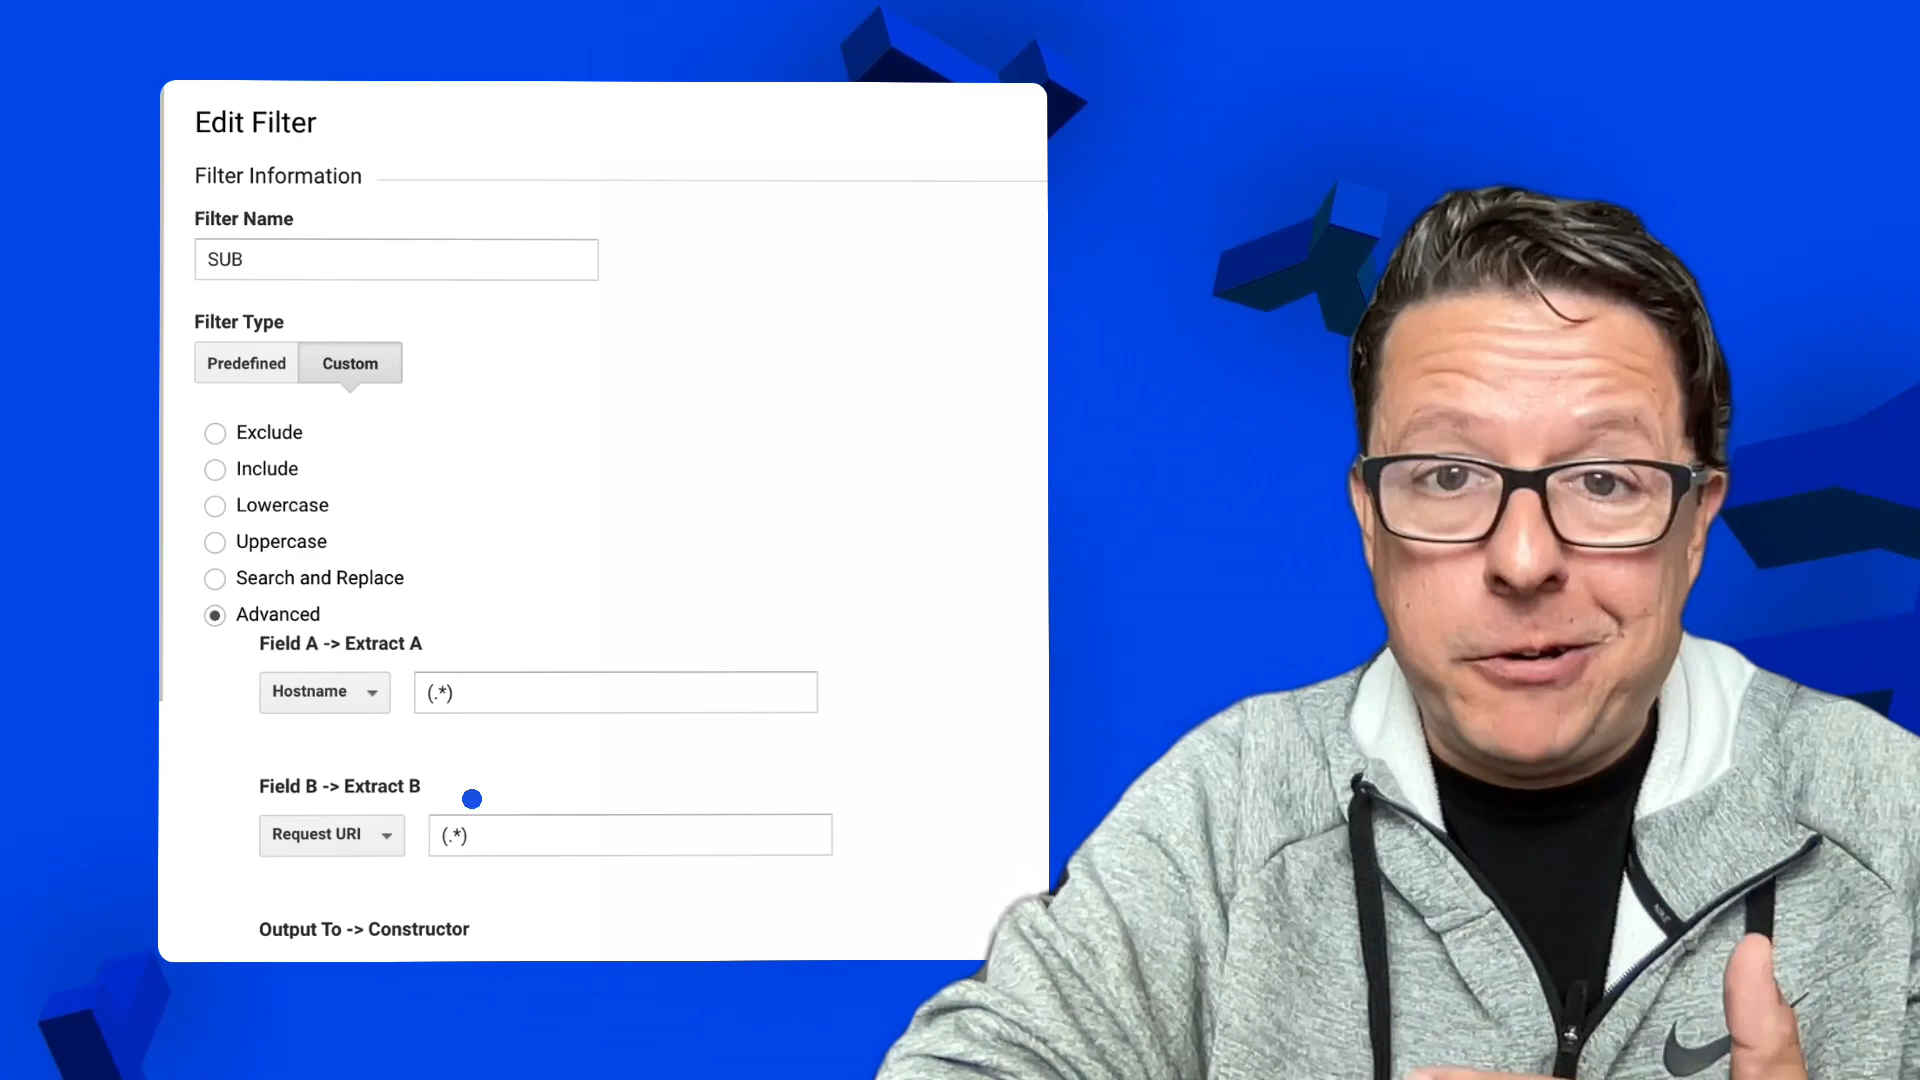 Edit Filter
Filter Information
Filter Name
SUB
Filter Type
Predefined Custom
Exclude
Include
Lowercase
Uppercase
Search and Replace
Advanced
Field A -> Extract A
Hostname (.*)
Field B -> Extract B
Request URI (.*)
Output To -> Constructor
NIKE